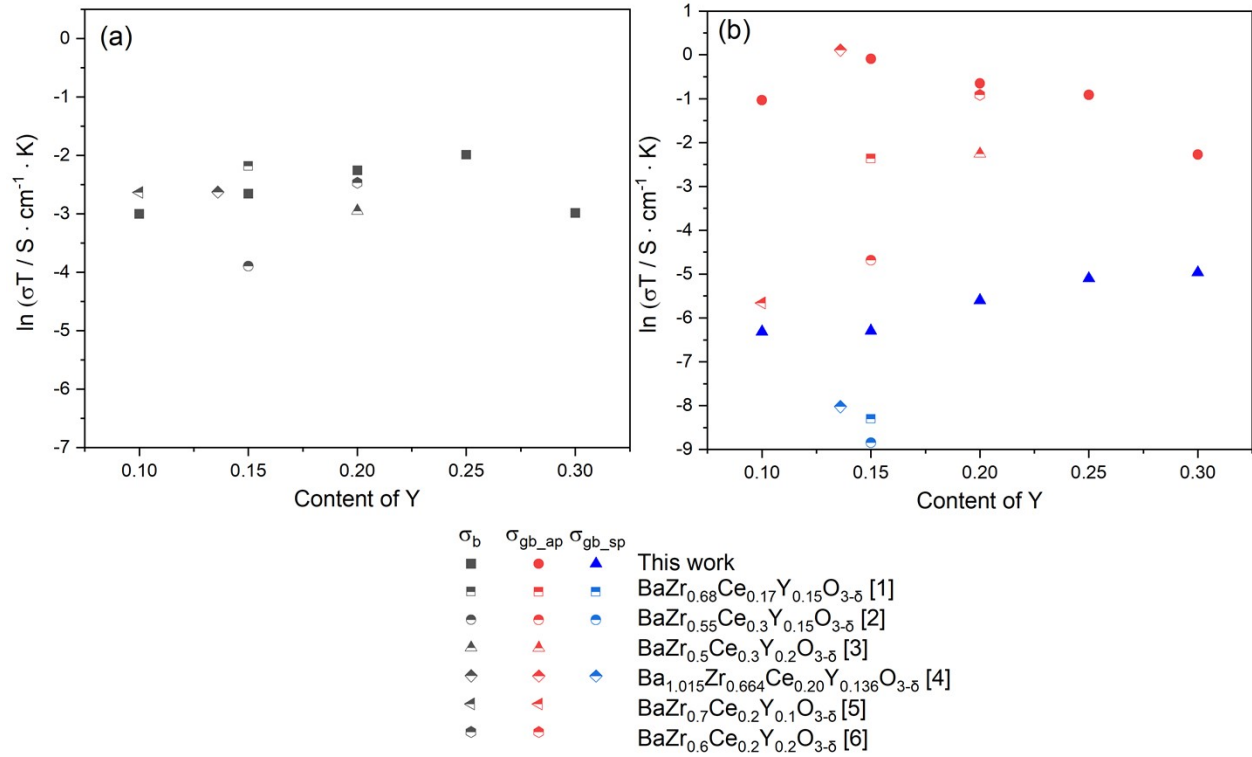 (a)
ln (σT / S · cm⁻¹ · K)
0
-1
-2
-3
-4
-5
-6
-7
0.10 0.15 0.20 0.25 0.30
Content of Y
(b)
ln (σT / S · cm⁻¹ · K)
1
0
-1
-2
-3
-4
-5
-6
-7
-8
-9
0.10 0.15 0.20 0.25 0.30
Content of Y
σb σgb_ap σgb_sp
This work
BaZr0.68Ce0.17Y0.15O3-δ [1]
BaZr0.55Ce0.3Y0.15O3-δ [2]
BaZr0.5Ce0.3Y0.2O3-δ [3]
Ba1.015Zr0.664Ce0.20Y0.136O3-δ [4]
BaZr0.7Ce0.2Y0.1O3-δ [5]
BaZr0.6Ce0.2Y0.2O3-δ [6]